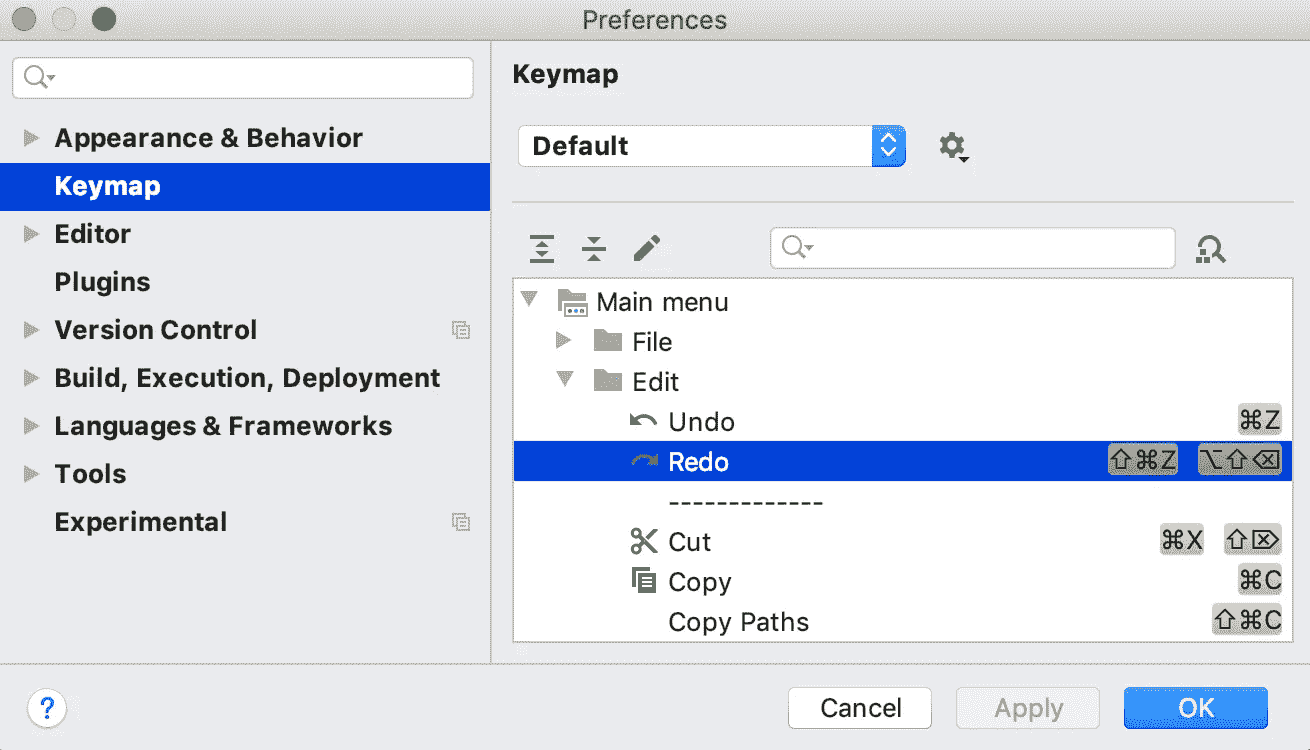 Preferences
Appearance & Behavior
Keymap
Editor
Plugins
Version Control
Build, Execution, Deployment
Languages & Frameworks
Tools
Experimental
Keymap
Default
Main menu
File
Edit
Undo ⌘Z
Redo ⇧⌘Z ⌥⇧⌫
-------------
Cut ⌘X ⇧⌦
Copy ⌘C
Copy Paths ⇧⌘C
?
Cancel
Apply
OK